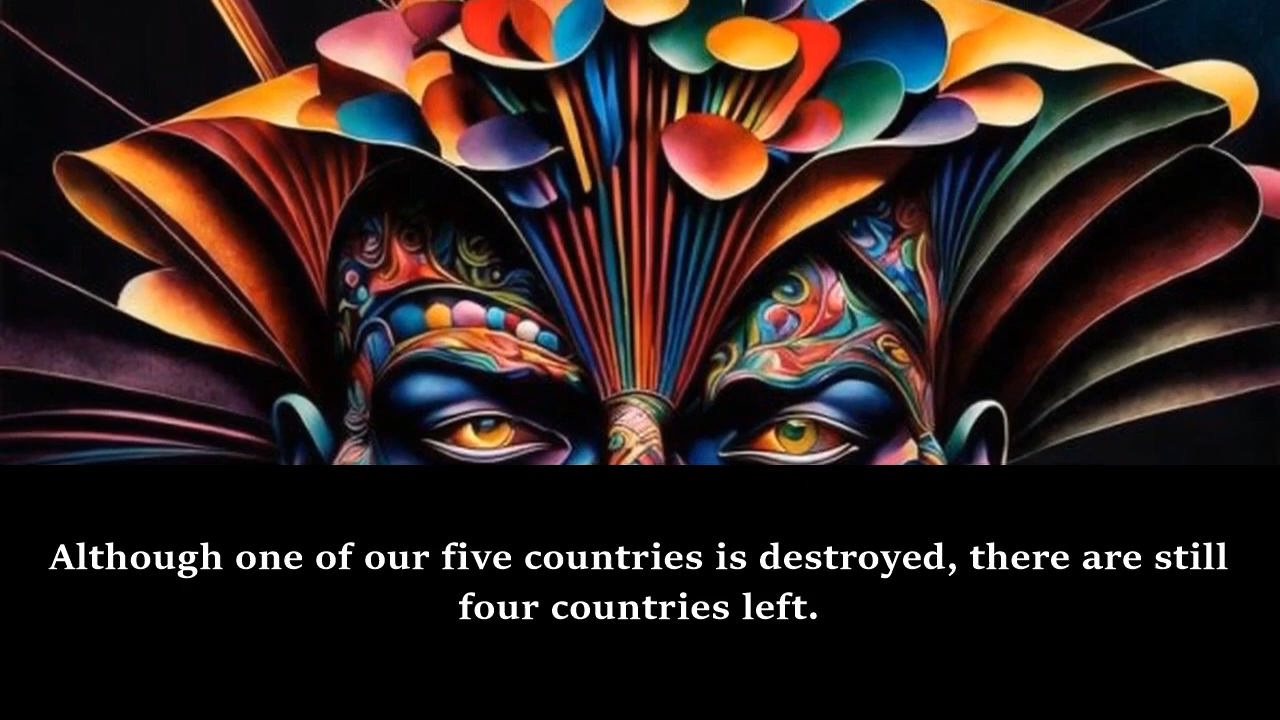 Although one of our five countries is destroyed, there are still
four countries left.